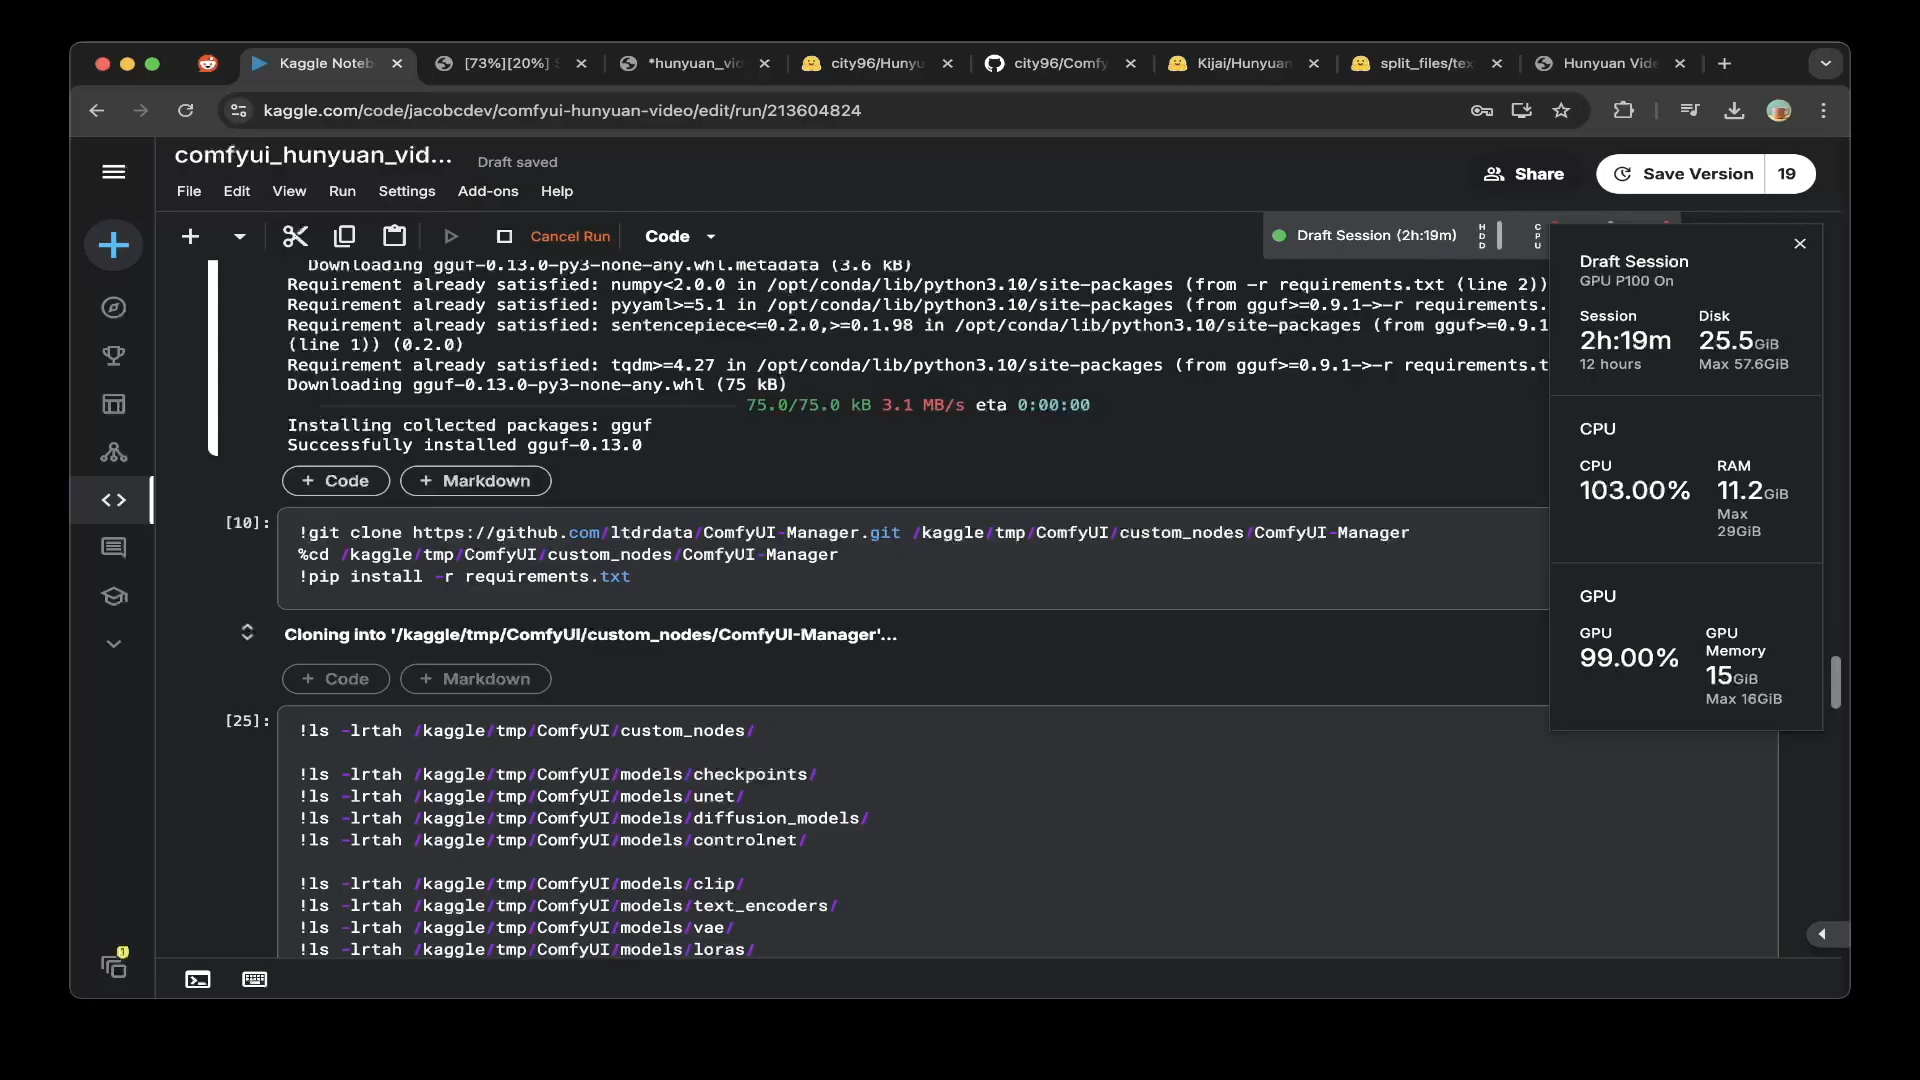 Kaggle Noteb
[73%][20%] S
*hunyuan_vid
city96/Hunyu
city96/Comfy
Kijai/Hunyuan
split_files/tex
Hunyuan Vide
kaggle.com/code/jacobcdev/comfyui-hunyuan-video/edit/run/213604824
comfyui_hunyuan_vid...
Draft saved
Share
Save Version
19
File
Edit
View
Run
Settings
Add-ons
Help
Cancel Run
Code
Draft Session (2h:19m)
HDD
CPU
Downloading gguf-0.13.0-py3-none-any.whl.metadata (3.6 kB)
Requirement already satisfied: numpy<2.0.0 in /opt/conda/lib/python3.10/site-packages (from -r requirements.txt (line 2))
Requirement already satisfied: pyyaml>=5.1 in /opt/conda/lib/python3.10/site-packages (from gguf>=0.9.1->-r requirements.
Requirement already satisfied: sentencepiece<=0.2.0,>=0.1.98 in /opt/conda/lib/python3.10/site-packages (from gguf>=0.9.1
(line 1)) (0.2.0)
Requirement already satisfied: tqdm>=4.27 in /opt/conda/lib/python3.10/site-packages (from gguf>=0.9.1->-r requirements.t
Downloading gguf-0.13.0-py3-none-any.whl (75 kB)
75.0/75.0 kB 3.1 MB/s eta 0:00:00
Installing collected packages: gguf
Successfully installed gguf-0.13.0
+ Code
+ Markdown
[10]:
!git clone https://github.com/ltdrdata/ComfyUI-Manager.git /kaggle/tmp/ComfyUI/custom_nodes/ComfyUI-Manager
%cd /kaggle/tmp/ComfyUI/custom_nodes/ComfyUI-Manager
!pip install -r requirements.txt
Cloning into '/kaggle/tmp/ComfyUI/custom_nodes/ComfyUI-Manager'...
+ Code
+ Markdown
[25]:
!ls -lrtah /kaggle/tmp/ComfyUI/custom_nodes/
!ls -lrtah /kaggle/tmp/ComfyUI/models/checkpoints/
!ls -lrtah /kaggle/tmp/ComfyUI/models/unet/
!ls -lrtah /kaggle/tmp/ComfyUI/models/diffusion_models/
!ls -lrtah /kaggle/tmp/ComfyUI/models/controlnet/
!ls -lrtah /kaggle/tmp/ComfyUI/models/clip/
!ls -lrtah /kaggle/tmp/ComfyUI/models/text_encoders/
!ls -lrtah /kaggle/tmp/ComfyUI/models/vae/
!ls -lrtah /kaggle/tmp/ComfyUI/models/loras/
Draft Session
GPU P100 On
Session
2h:19m
12 hours
Disk
25.5GiB
Max 57.6GiB
CPU
CPU
103.00%
RAM
11.2GiB
Max
29GiB
GPU
GPU
99.00%
GPU
Memory
15GiB
Max 16GiB
1